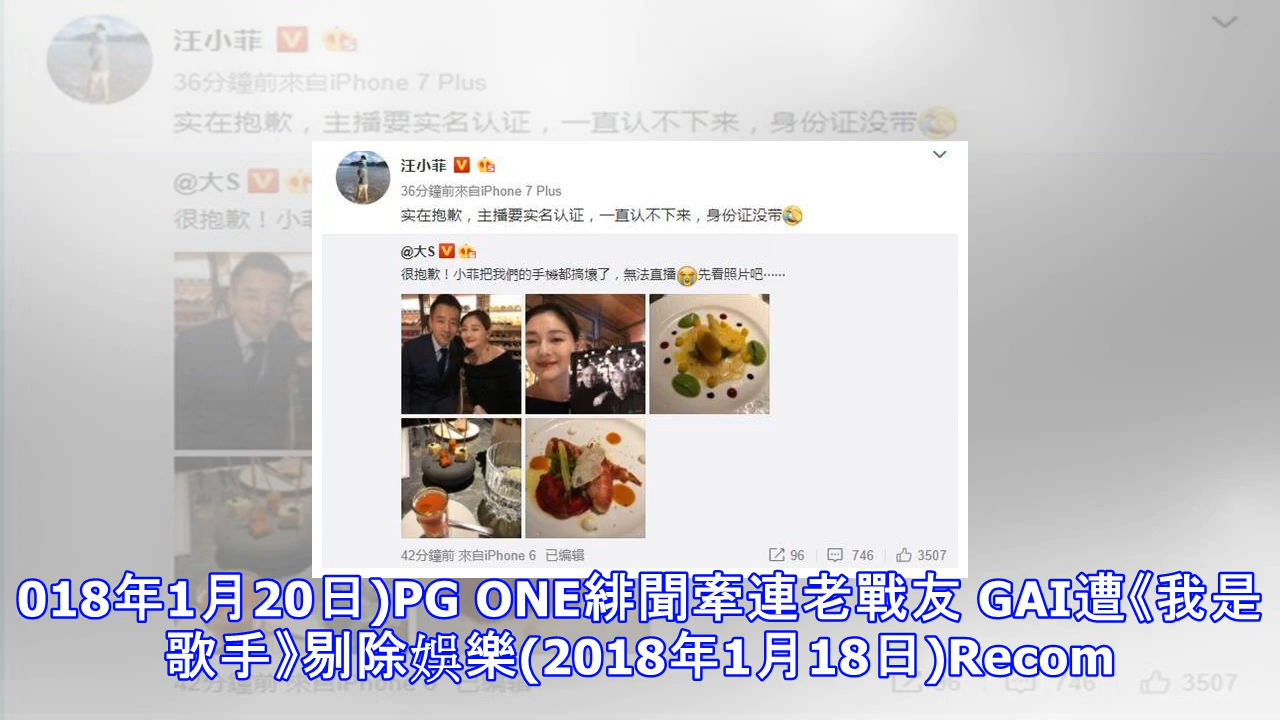 汪小菲
36分鐘前來自iPhone 7 Plus
实在抱歉，主播要实名认证，一直认不下来，身份证没带
@大S
很抱歉！小菲把我們的手機都搞壞了，無法直播 先看照片吧……
42分鐘前 來自iPhone 6 已编辑
96 746 3507
018年1月20日)PG ONE緋聞牽連老戰友 GAI遭《我是
歌手》剔除娛樂(2018年1月18日)Recom